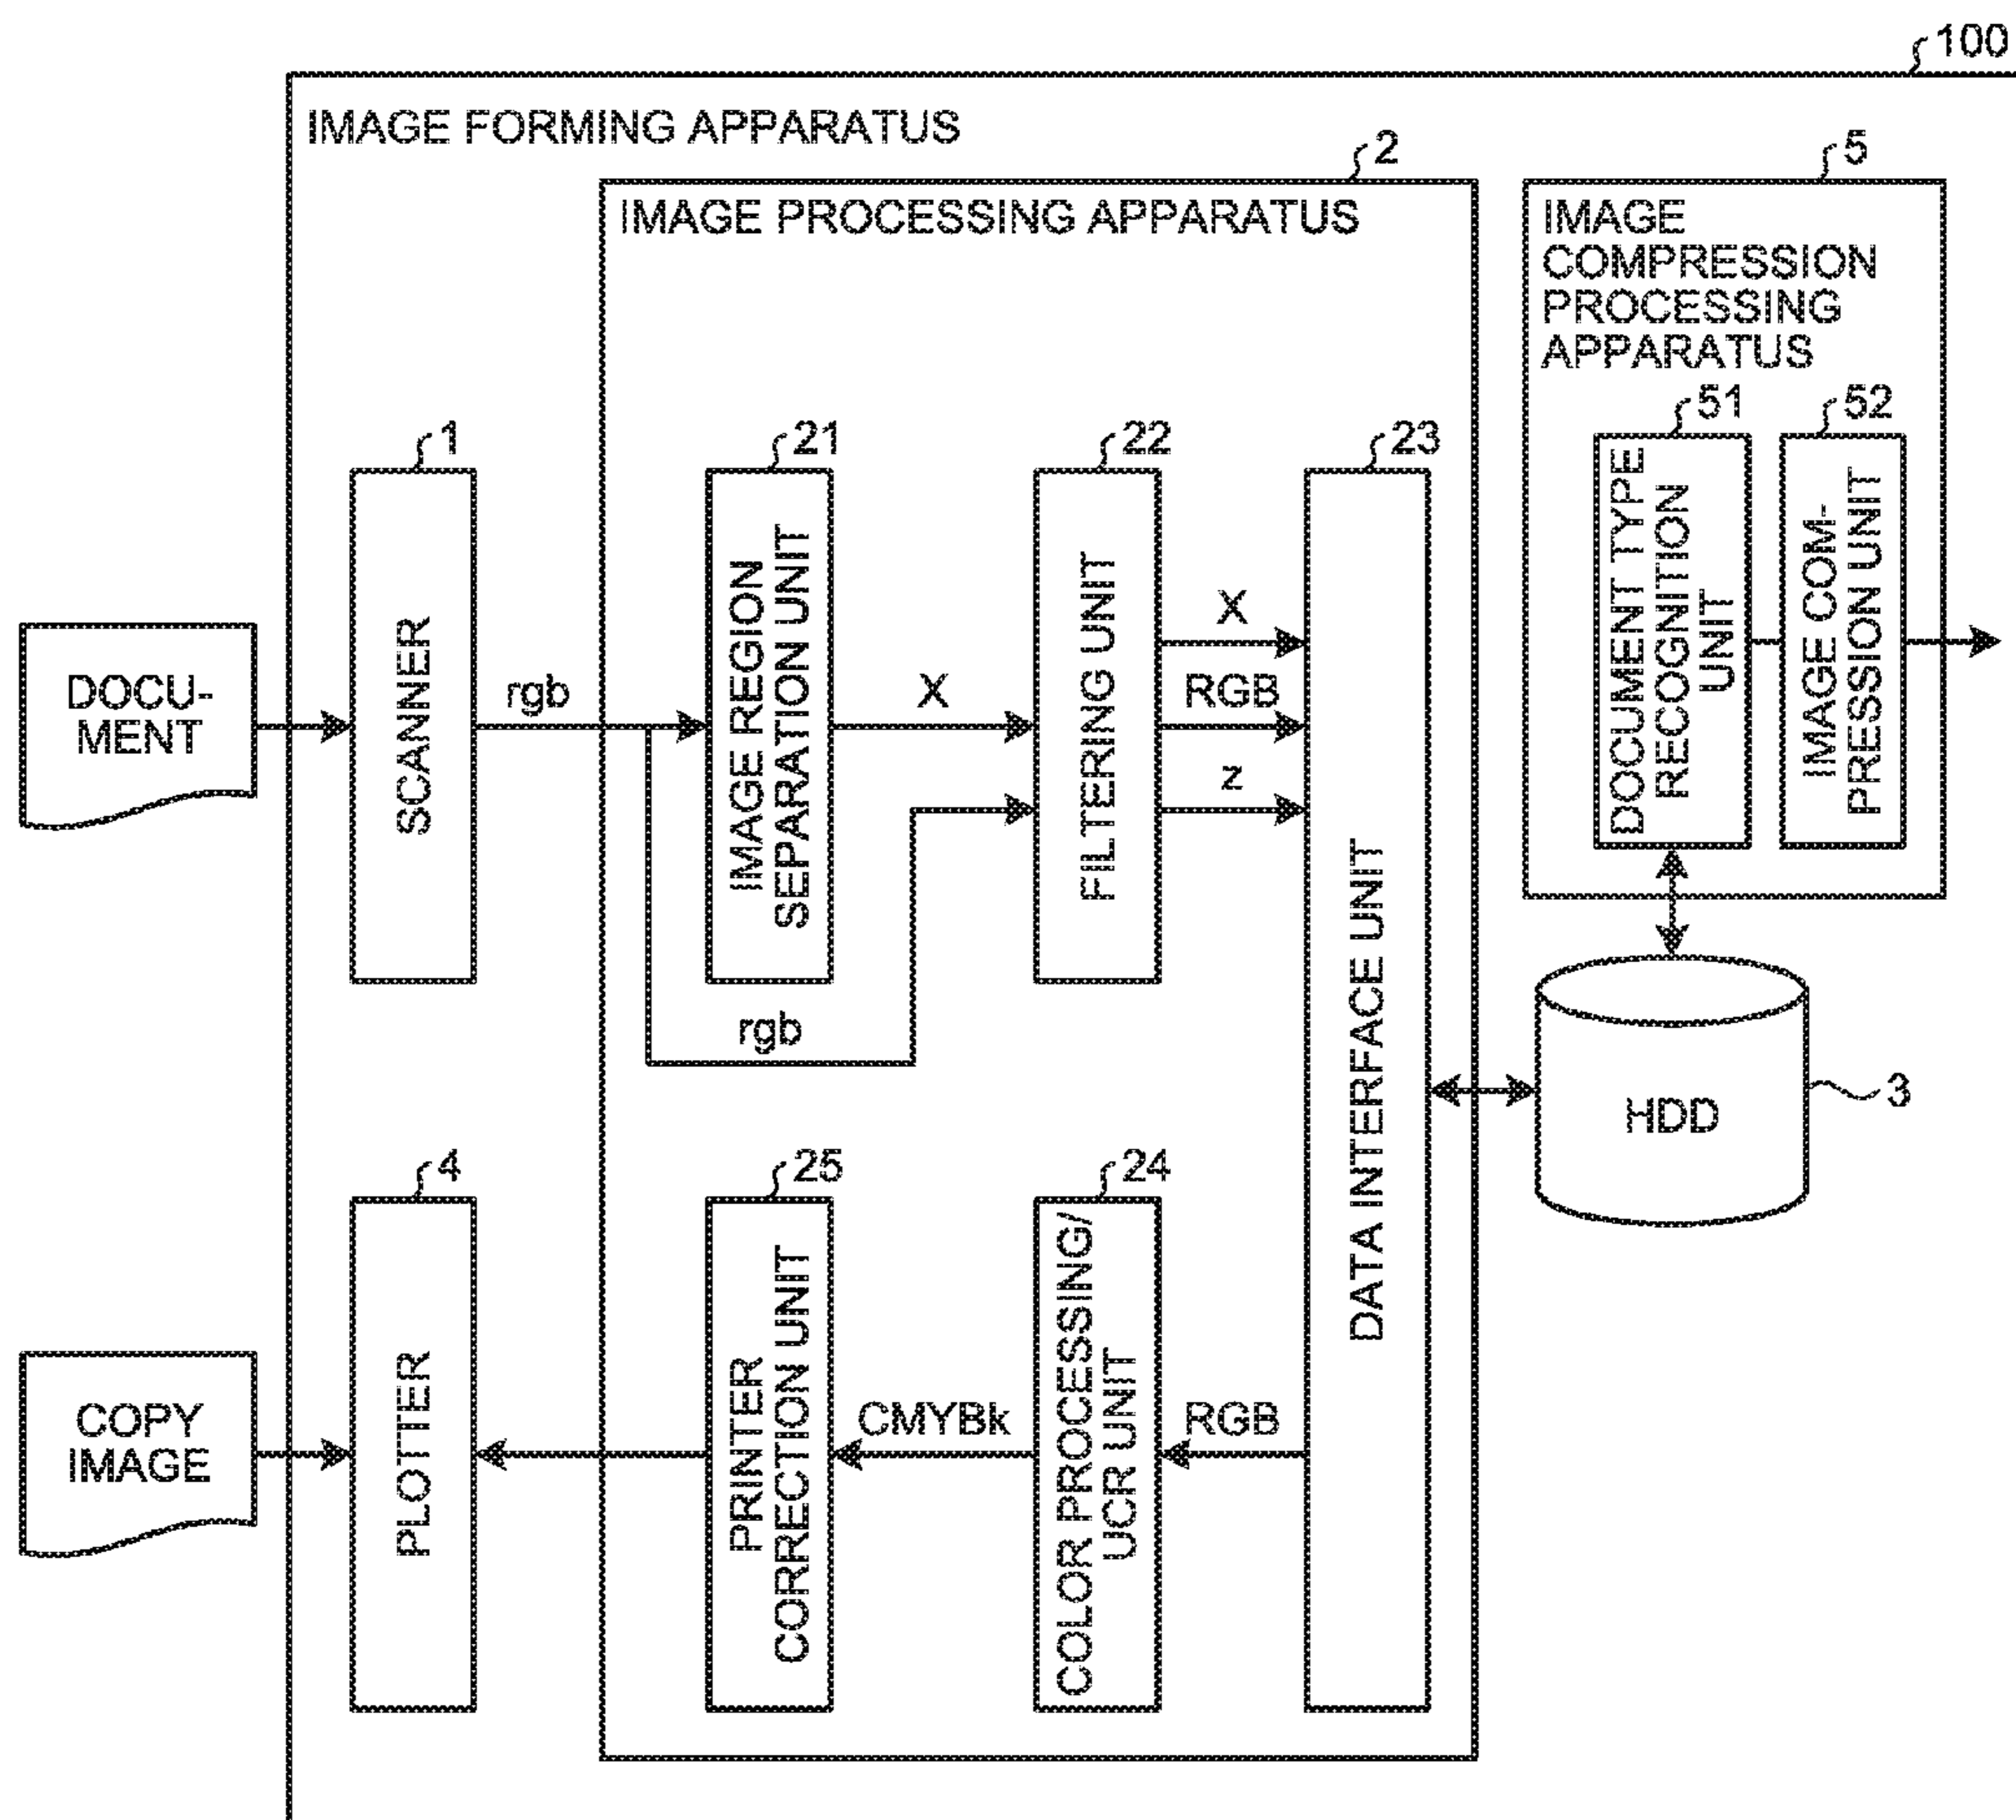 100
IMAGE FORMING APPARATUS
2
IMAGE PROCESSING APPARATUS
5
IMAGE
COMPRESSION
PROCESSING
APPARATUS
51
DOCUMENT TYPE
RECOGNITION
UNIT
52
IMAGE COM-
PRESSION UNIT
DOCU-
MENT
1
SCANNER
rgb
21
IMAGE REGION
SEPARATION UNIT
X
rgb
22
FILTERING UNIT
X
RGB
z
23
DATA INTERFACE UNIT
HDD
3
COPY
IMAGE
4
PLOTTER
25
PRINTER
CORRECTION UNIT
CMYBk
24
COLOR PROCESSING/
UCR UNIT
RGB